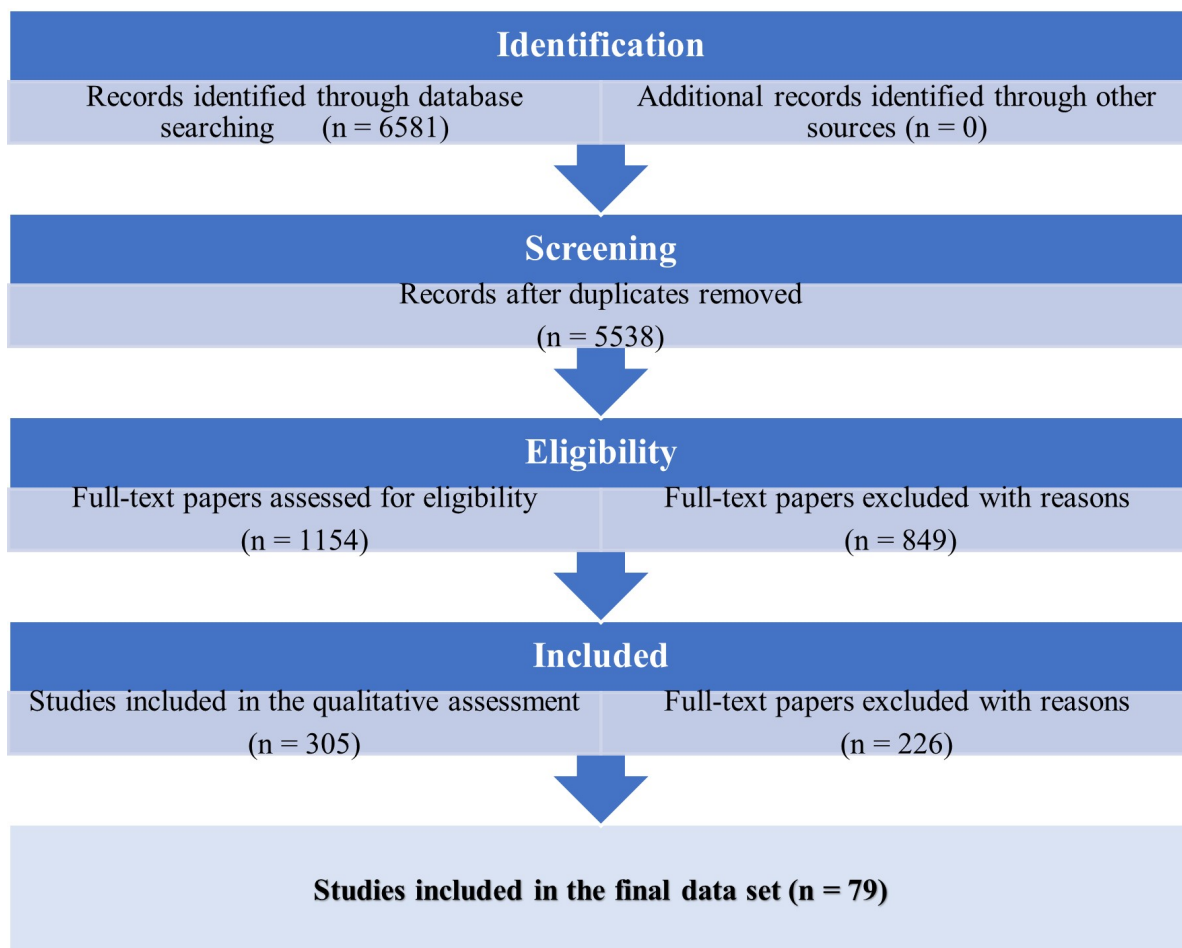 Identification
Records identified through database
searching (n = 6581)
Additional records identified through other
sources (n = 0)
Screening
Records after duplicates removed
(n = 5538)
Eligibility
Full-text papers assessed for eligibility
(n = 1154)
Full-text papers excluded with reasons
(n = 849)
Included
Studies included in the qualitative assessment
(n = 305)
Full-text papers excluded with reasons
(n = 226)
Studies included in the final data set (n = 79)